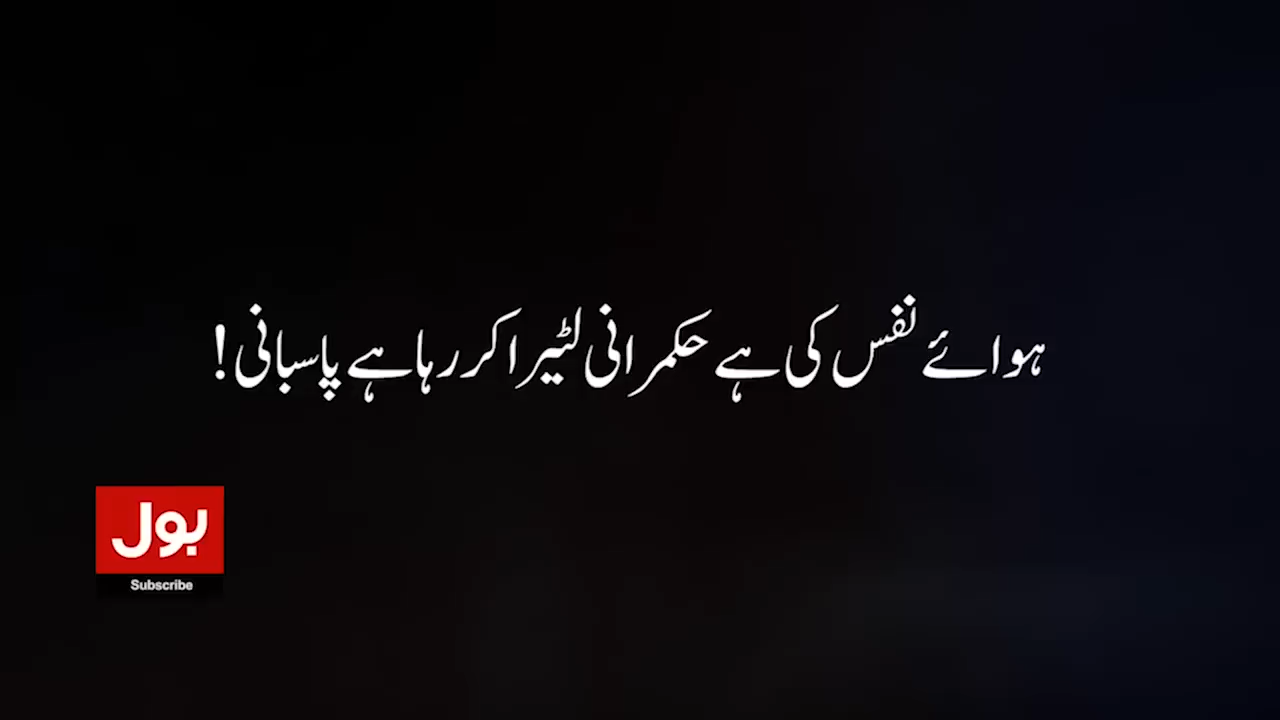 ہوائے نفس کی ہے حکمرانی لٹیرا کر رہا ہے پاسبانی!
بول
Subscribe